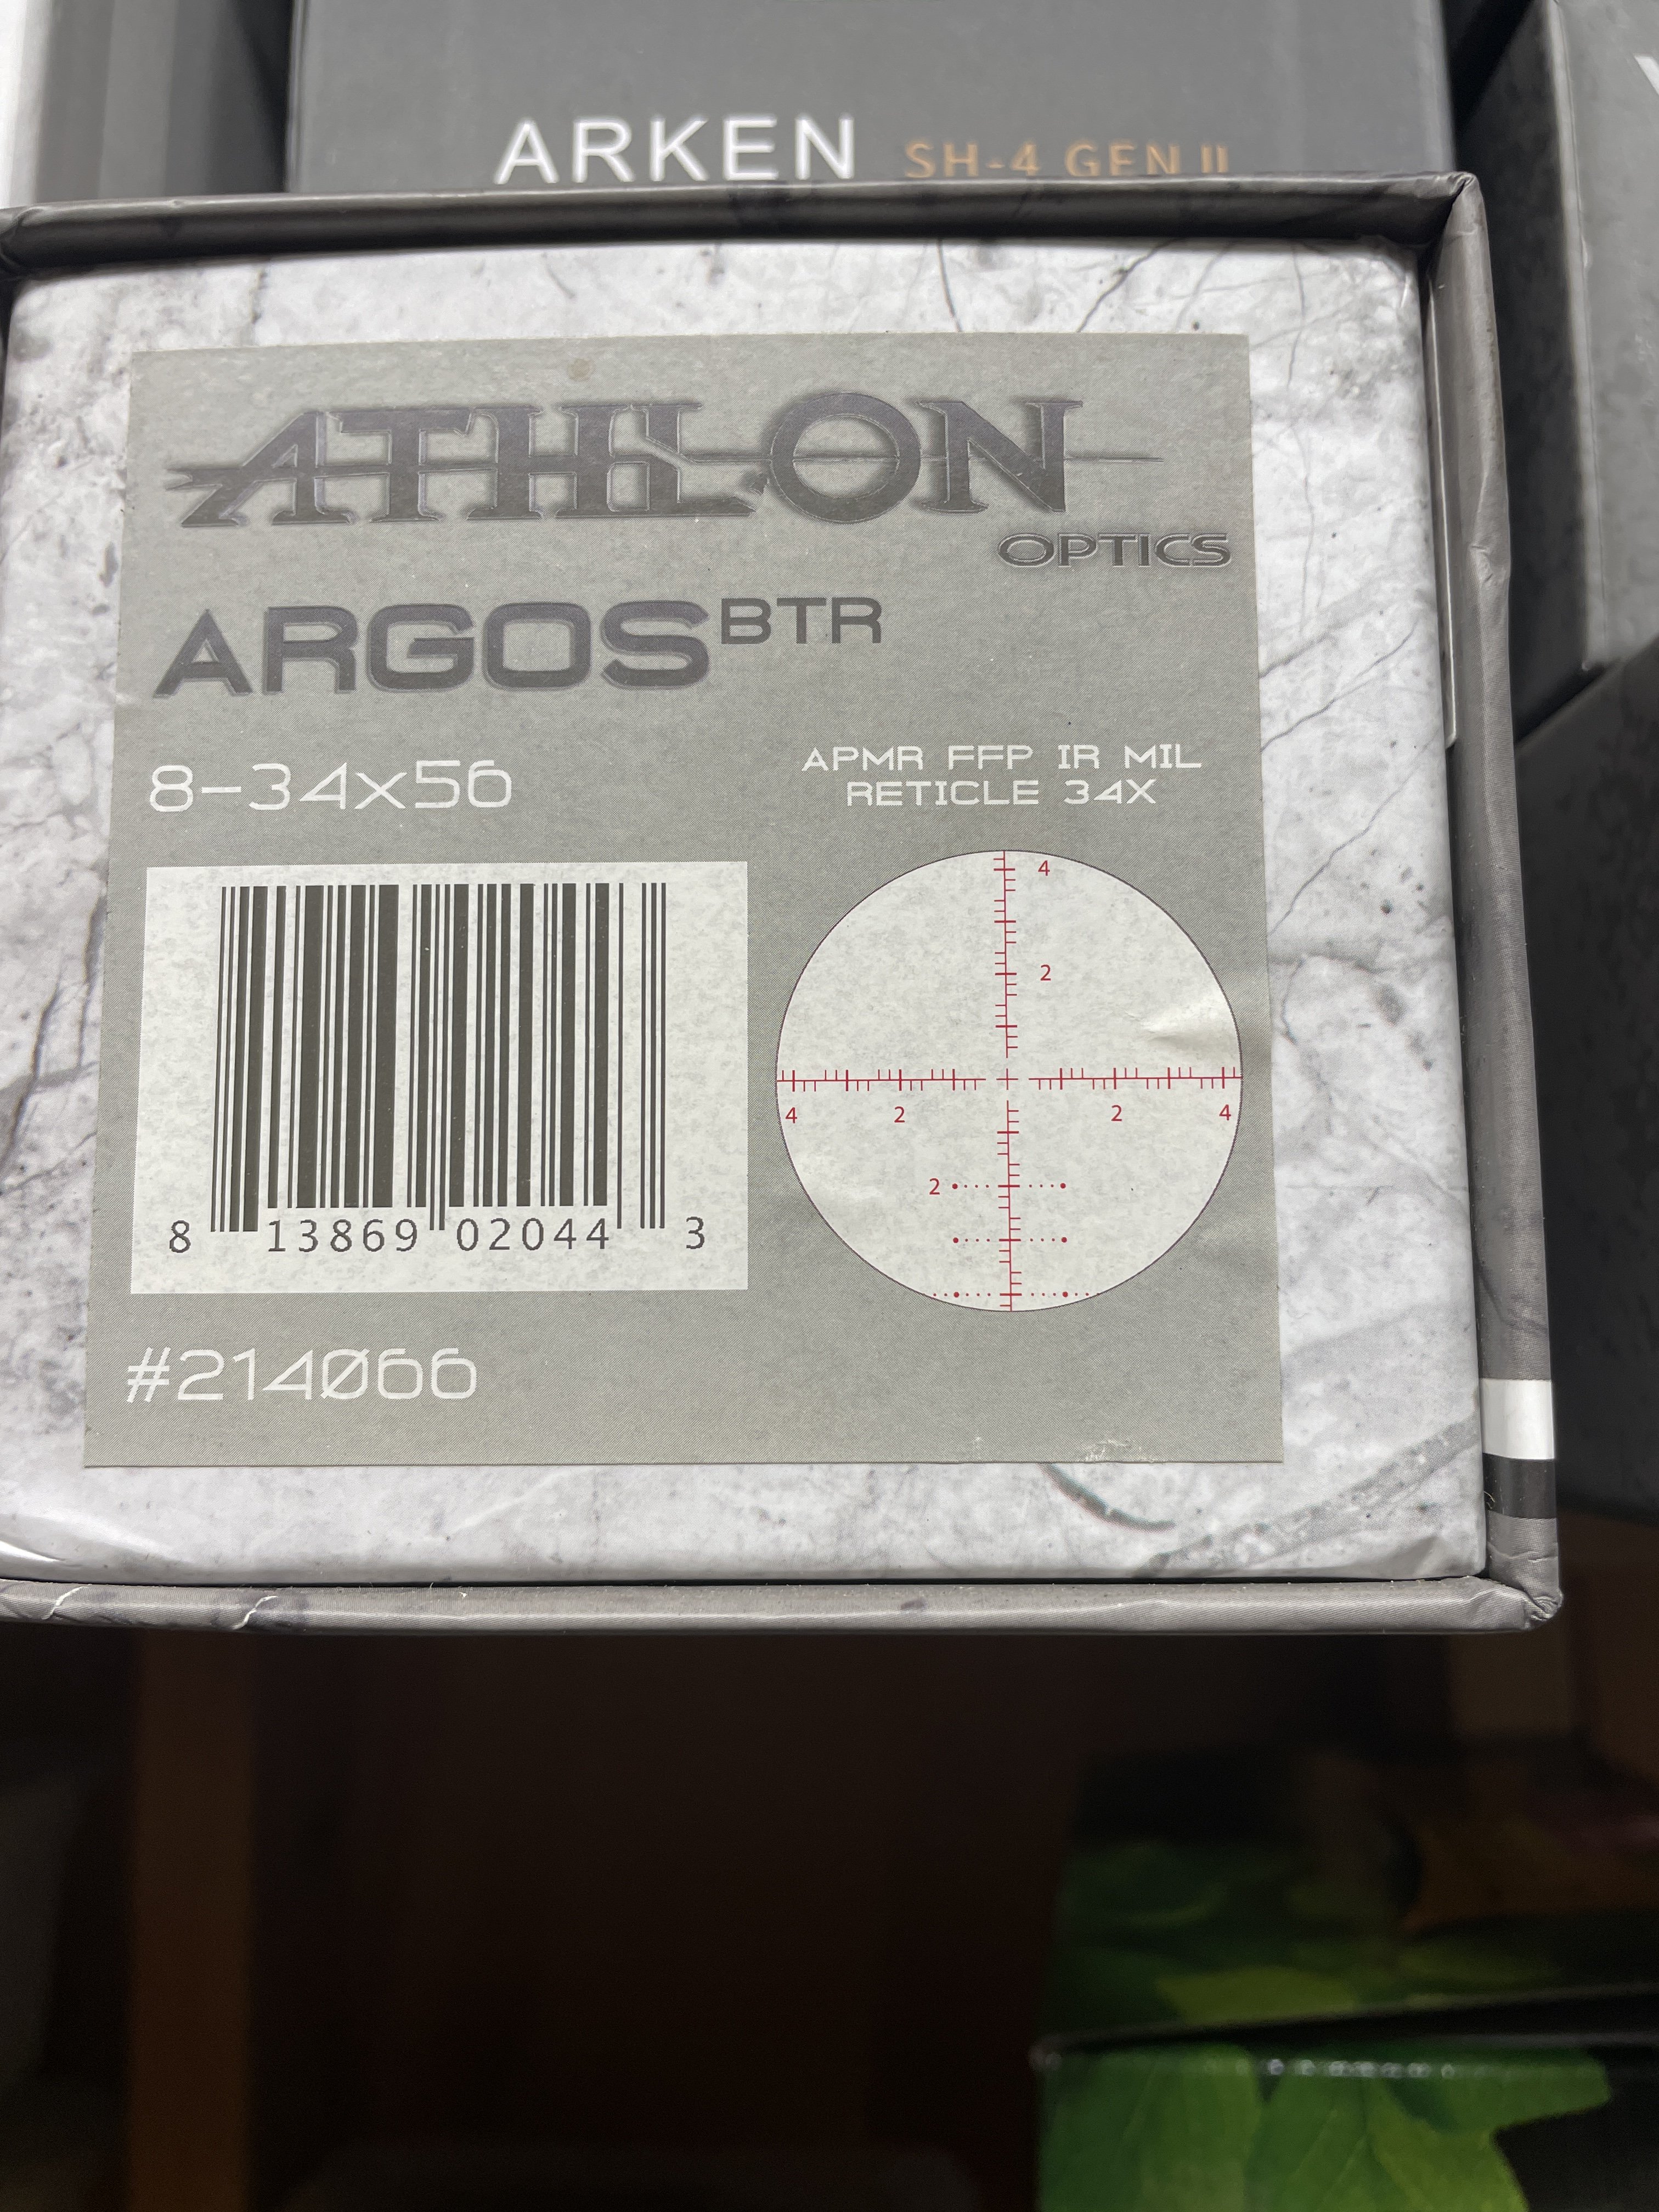 ARKEN SH-4 GEN II
ATHLON
OPTICS
ARGOS BTR
8-34x56
APMR FFP IR MIL
RETICLE 34X
4
2
4 2 2 4
2
8 13869 02044 3
#214066